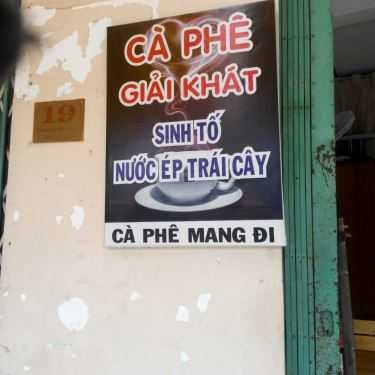 CÀ PHÊ
GIẢI KHÁT
SINH TỐ
NƯỚC ÉP TRÁI CÂY
CÀ PHÊ MANG ĐI
19